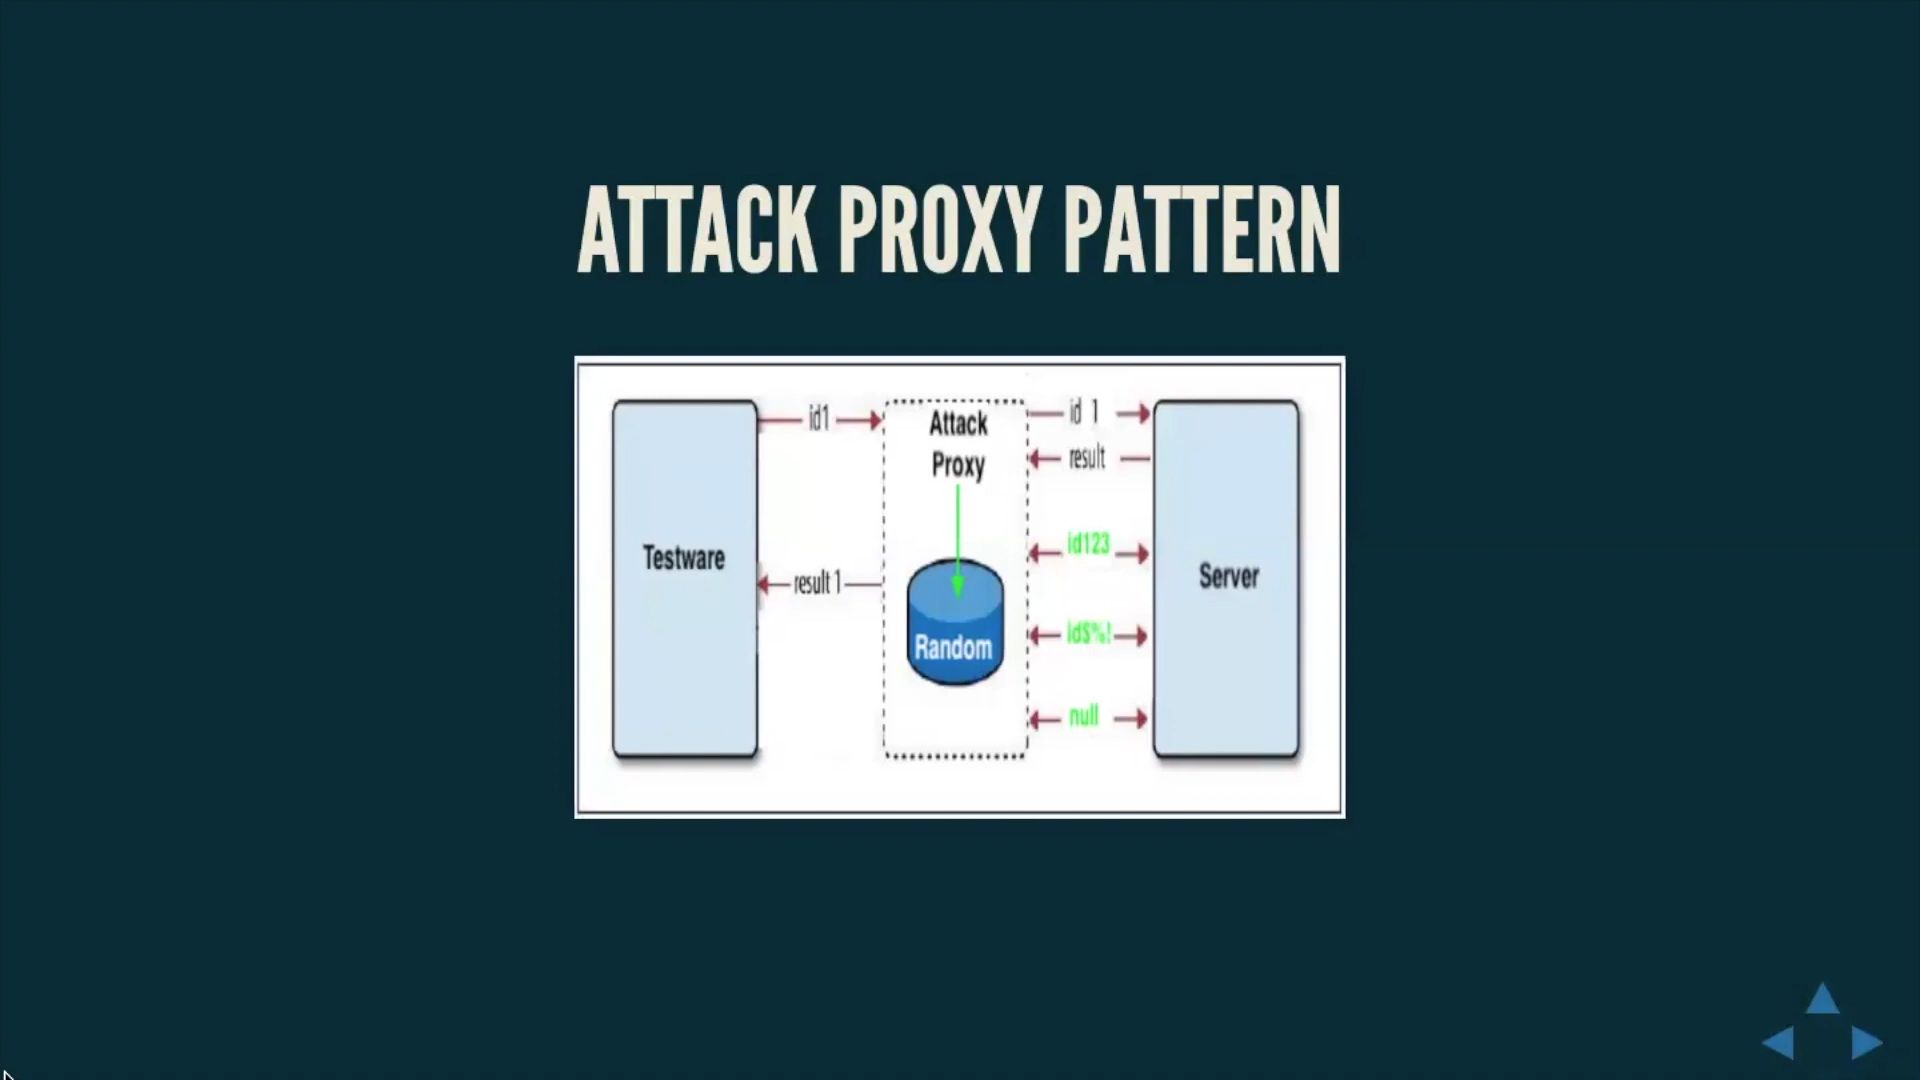 ATTACK PROXY PATTERN
id1
Attack
Proxy
id 1
result
id123
Testware
Server
result 1
Random
id$%!
null